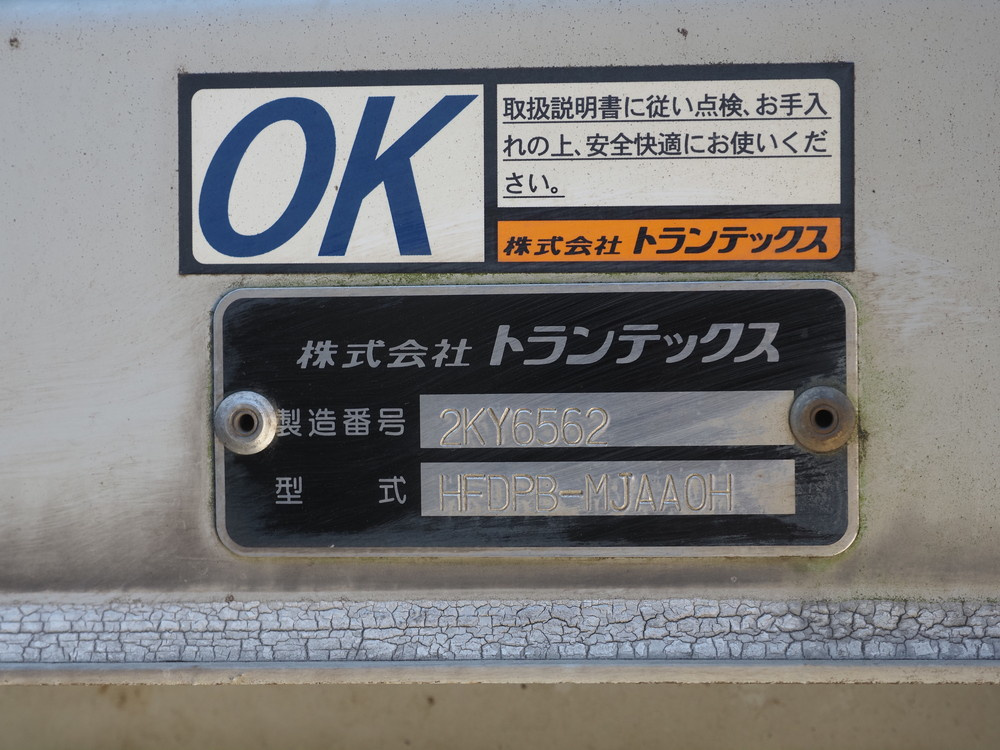 OK
取扱説明書に従い点検、お手入
れの上、安全快適にお使いくだ
さい。
株式会社 トランテックス
株式会社 トランテックス
製造番号 2KY6562
型式 HFDPB-MJAA0H